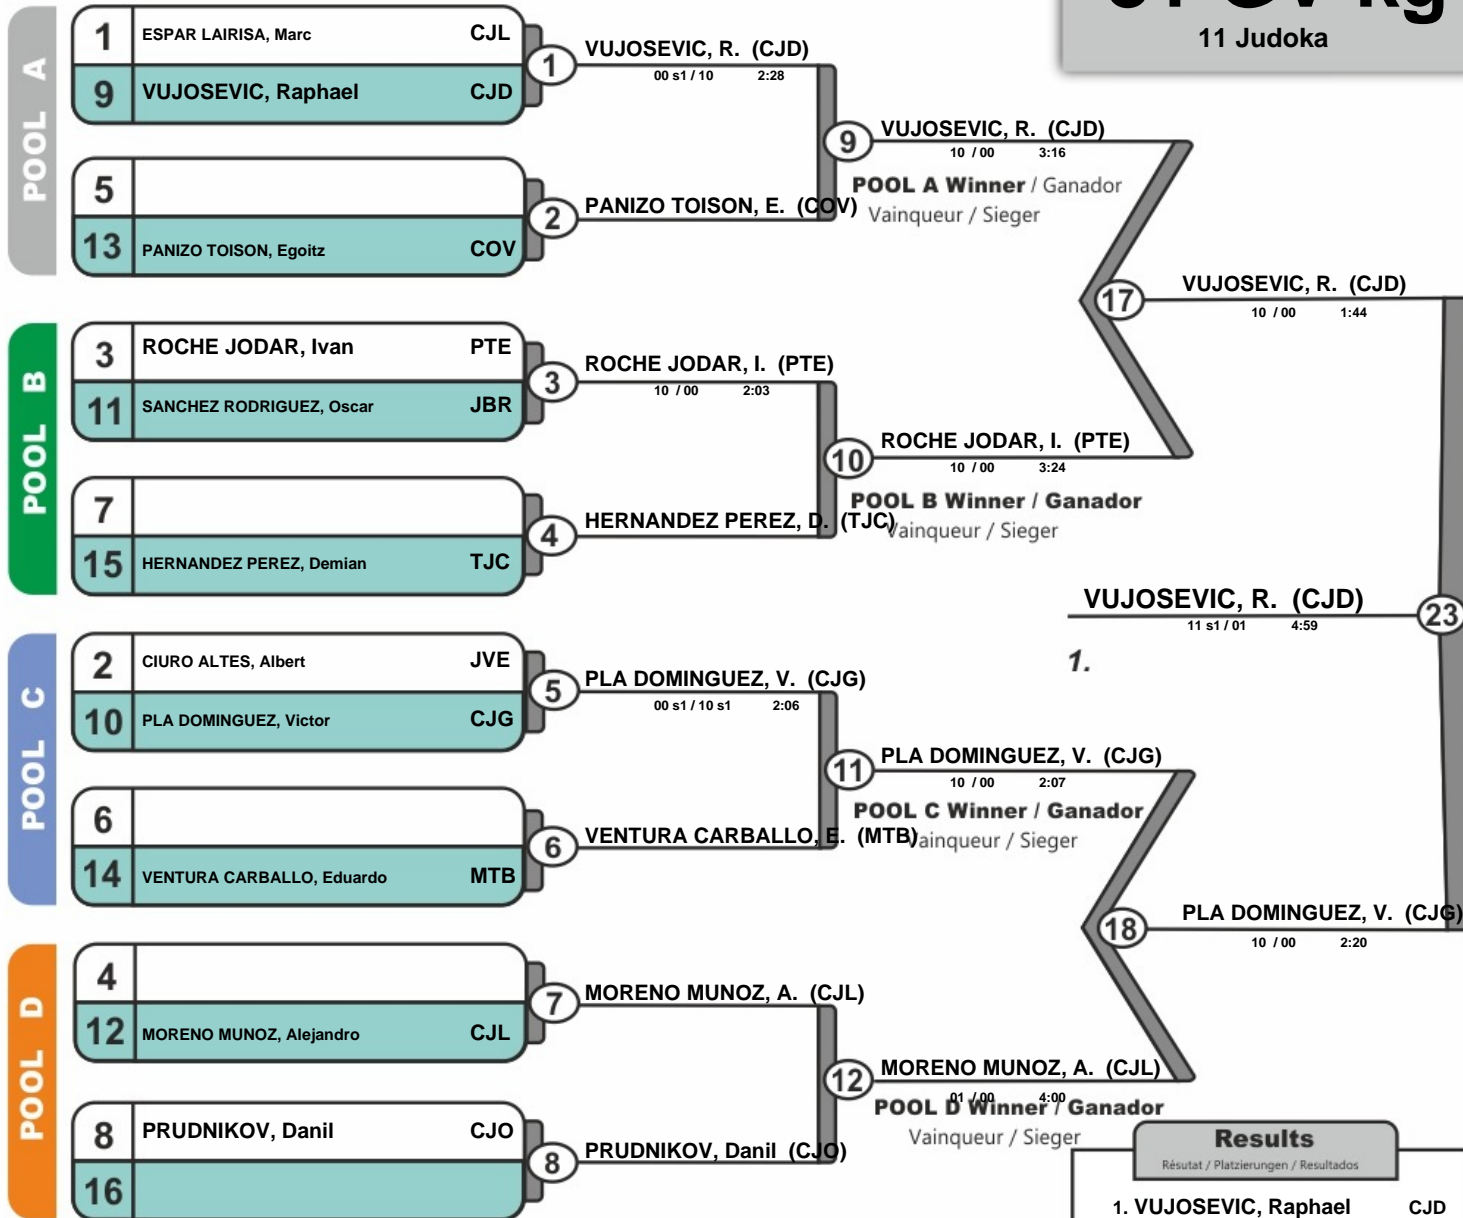 11 Judoka
POOL A
1 ESPAR LAIRISA, Marc CJL
9 VUJOSEVIC, Raphael CJD
1 VUJOSEVIC, R. (CJD)
00 s1 / 10 2:28
5
13 PANIZO TOISON, Egoitz COV
2 PANIZO TOISON, E. (COV)
9 VUJOSEVIC, R. (CJD)
10 / 00 3:16
POOL A Winner / Ganador
Vainqueur / Sieger
POOL B
3 ROCHE JODAR, Ivan PTE
11 SANCHEZ RODRIGUEZ, Oscar JBR
3 ROCHE JODAR, I. (PTE)
10 / 00 2:03
7
15 HERNANDEZ PEREZ, Demian TJC
4 HERNANDEZ PEREZ, D. (TJC)
10 ROCHE JODAR, I. (PTE)
10 / 00 3:24
POOL B Winner / Ganador
Vainqueur / Sieger
17 VUJOSEVIC, R. (CJD)
10 / 00 1:44
VUJOSEVIC, R. (CJD) 23
11 s1 / 01 4:59
1.
POOL C
2 CIURO ALTES, Albert JVE
10 PLA DOMINGUEZ, Victor CJG
5 PLA DOMINGUEZ, V. (CJG)
00 s1 / 10 s1 2:06
6
14 VENTURA CARBALLO, Eduardo MTB
6 VENTURA CARBALLO, E. (MTB)
11 PLA DOMINGUEZ, V. (CJG)
10 / 00 2:07
POOL C Winner / Ganador
Vainqueur / Sieger
POOL D
4
12 MORENO MUNOZ, Alejandro CJL
7 MORENO MUNOZ, A. (CJL)
8 PRUDNIKOV, Danil CJO
16
8 PRUDNIKOV, Danil (CJO)
12 MORENO MUNOZ, A. (CJL)
01 / 00 4:00
POOL D Winner / Ganador
Vainqueur / Sieger
18 PLA DOMINGUEZ, V. (CJG)
10 / 00 2:20
Results
Résutat / Platzierungen / Resultados
1. VUJOSEVIC, Raphael CJD